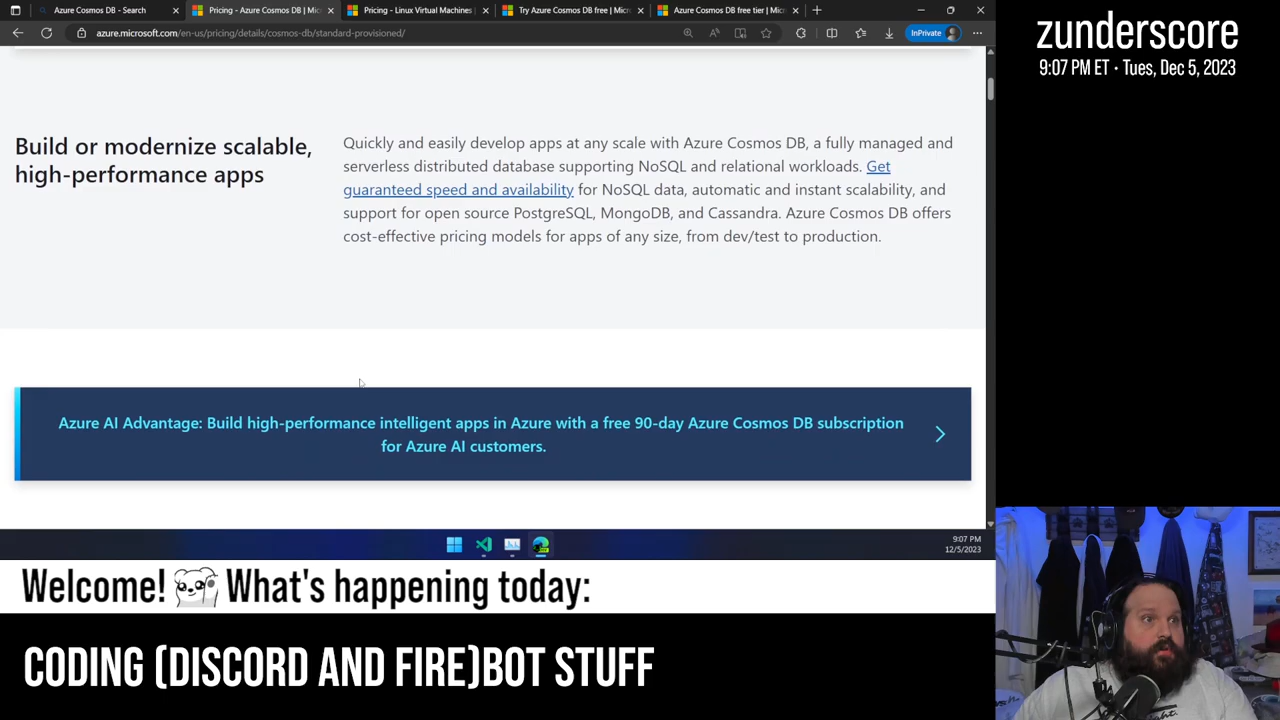 Azure Cosmos DB - Search
Pricing - Azure Cosmos DB | Mic
Pricing - Linux Virtual Machines |
Try Azure Cosmos DB free | Micr
Azure Cosmos DB free tier | Micr
azure.microsoft.com/en-us/pricing/details/cosmos-db/standard-provisioned/
InPrivate
Build or modernize scalable,
high-performance apps
Quickly and easily develop apps at any scale with Azure Cosmos DB, a fully managed and
serverless distributed database supporting NoSQL and relational workloads. Get
guaranteed speed and availability for NoSQL data, automatic and instant scalability, and
support for open source PostgreSQL, MongoDB, and Cassandra. Azure Cosmos DB offers
cost-effective pricing models for apps of any size, from dev/test to production.
Azure AI Advantage: Build high-performance intelligent apps in Azure with a free 90-day Azure Cosmos DB subscription
for Azure AI customers.
9:07 PM
12/5/2023
zunderscore
9:07 PM ET • Tues, Dec 5, 2023
Welcome! What's happening today:
CODING (DISCORD AND FIRE)BOT STUFF